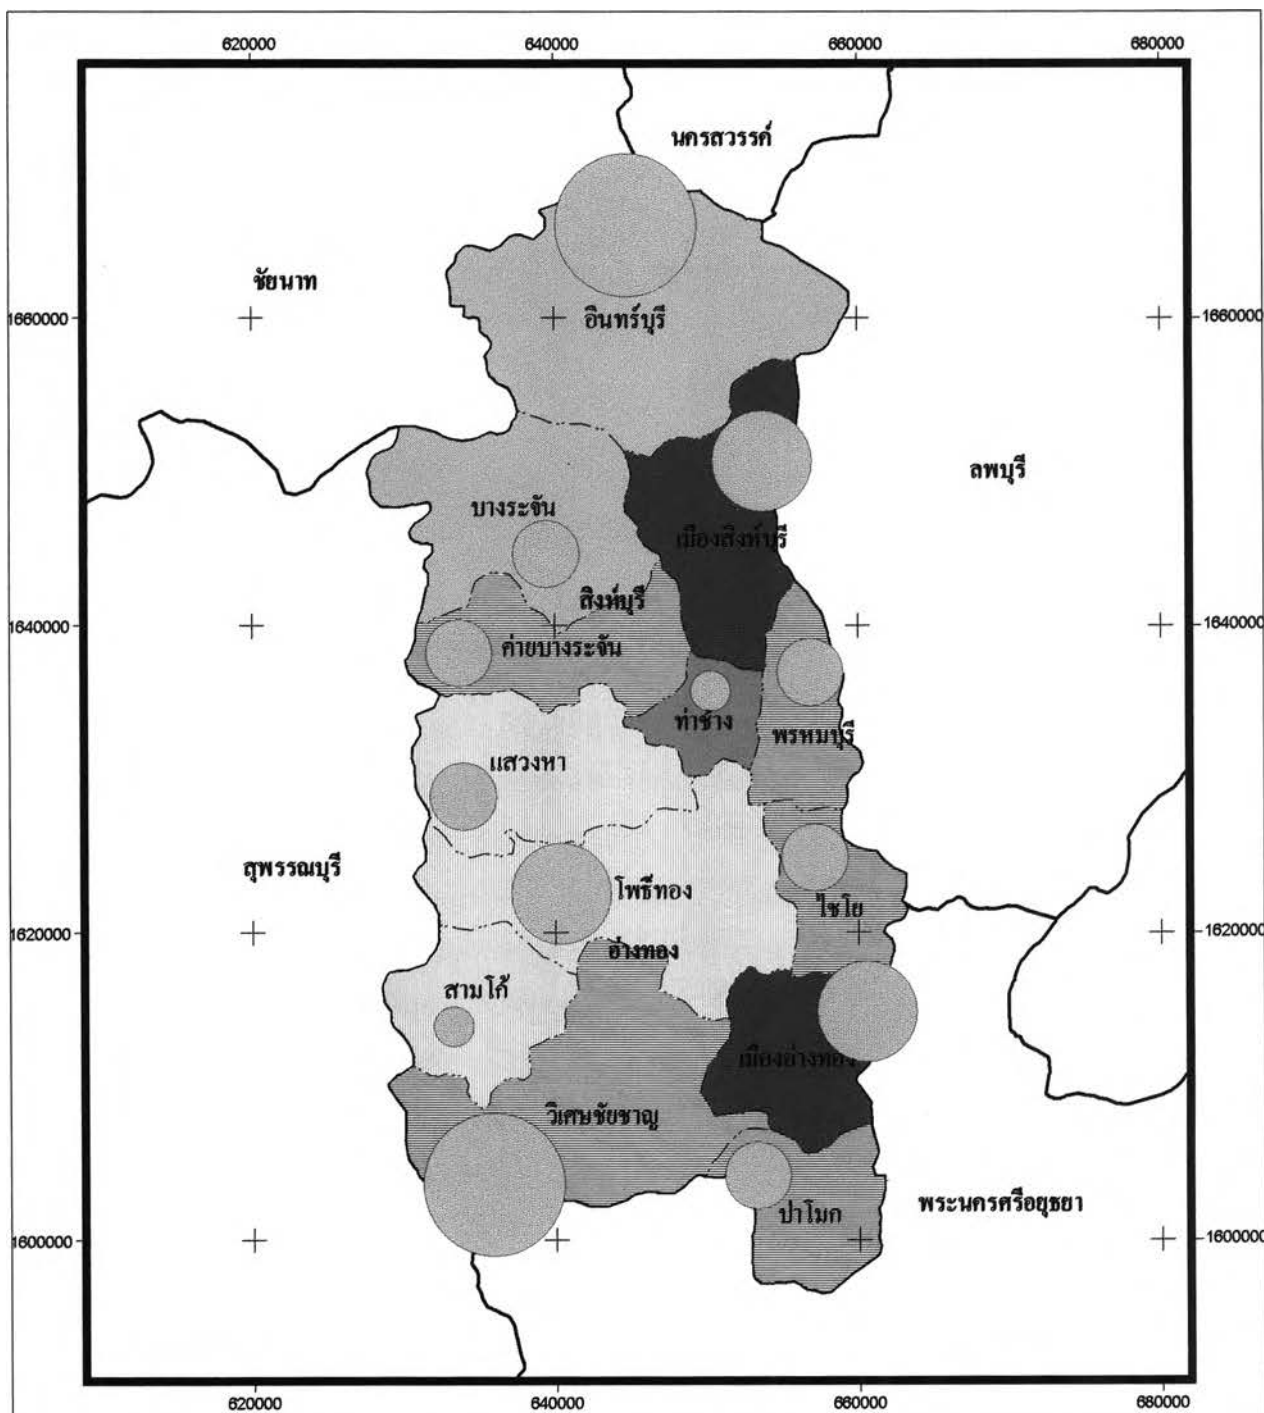 620000 640000 660000 680000
นครสวรรค์
ชัยนาท
1660000 อินทร์บุรี 1660000
ลพบุรี
บางระจัน
เมืองสิงห์บุรี
สิงห์บุรี
1640000 1640000
ค่ายบางระจัน
ท่าช้าง พรหมบุรี
แสวงหา
สุพรรณบุรี
โพธิ์ทอง
ไชโย
1620000 1620000
อ่างทอง
สามโก้
เมืองอ่างทอง
วิเศษชัยชาญ
ป่าโมก พระนครศรีอยุธยา
1600000 1600000
620000 640000 660000 680000